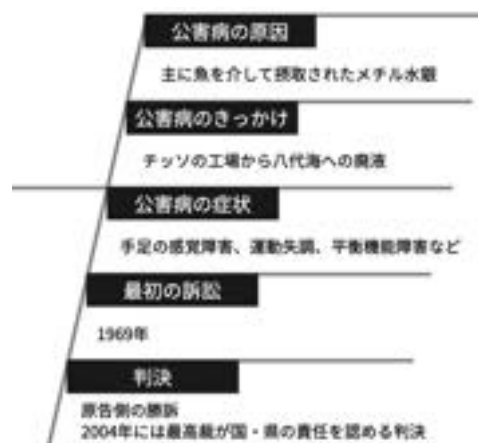 公害病の原因
主に魚を介して摂取されたメチル水銀
公害病のきっかけ
チッソの工場から八代海への廃液
公害病の症状
手足の感覚障害、運動失調、平衡機能障害など
最初の訴訟
1969年
判決
原告側の勝訴
2004年には最高裁が国・県の責任を認める判決